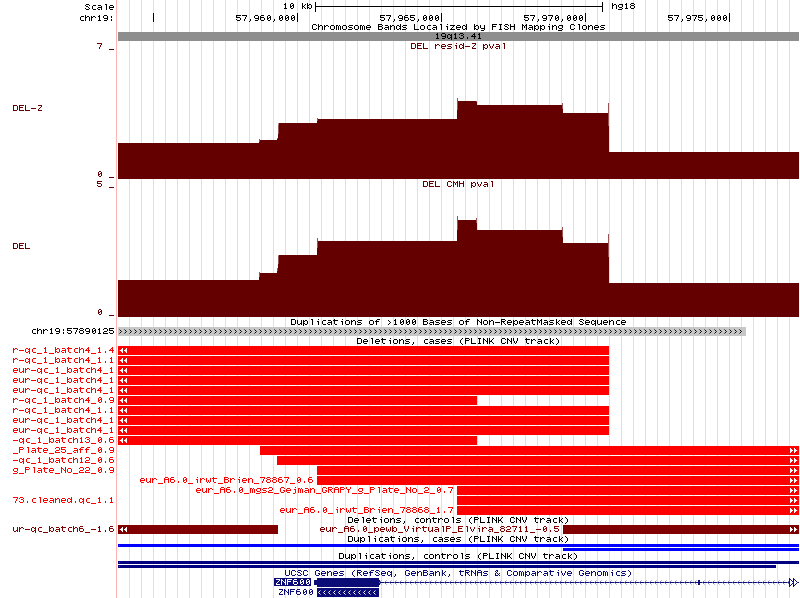 Scale 10 kb hg18
chr19: 57,960,000 57,965,000 57,970,000 57,975,000
Chromosome Bands Localized by FISH Mapping Clones
19q13.41
DEL resid-Z pval
7 _
DEL-Z
0 _
DEL CMH pval
5 _
DEL
0 _
Duplications of >1000 Bases of Non-RepeatMasked Sequence
chr19:57890125
Deletions, cases (PLINK CNV track)
r-qc_1_batch4_1.4
r-qc_1_batch4_1.1
eur-qc_1_batch4_1
eur-qc_1_batch4_1
eur-qc_1_batch4_1
r-qc_1_batch4_0.9
r-qc_1_batch4_1.1
eur-qc_1_batch4_1
eur-qc_1_batch4_1
-qc_1_batch13_0.6
_Plate_25_aff_0.9
-qc_1_batch12_0.6
g_Plate_No_22_0.9
eur_A6.0_irwt_Brien_78867_0.6
eur_A6.0_mgs2_Gejman_GRAPY_g_Plate_No_2_0.7
73.cleaned.qc_1.1
eur_A6.0_irwt_Brien_78868_1.7
Deletions, controls (PLINK CNV track)
ur-qc_batch6_-1.6 eur_A6.0_pewb_VirtualP_Elvira_82711_-0.5
Duplications, cases (PLINK CNV track)
Duplications, controls (PLINK CNV track)
UCSC Genes (RefSeq, GenBank, tRNAs & Comparative Genomics)
ZNF600
ZNF600